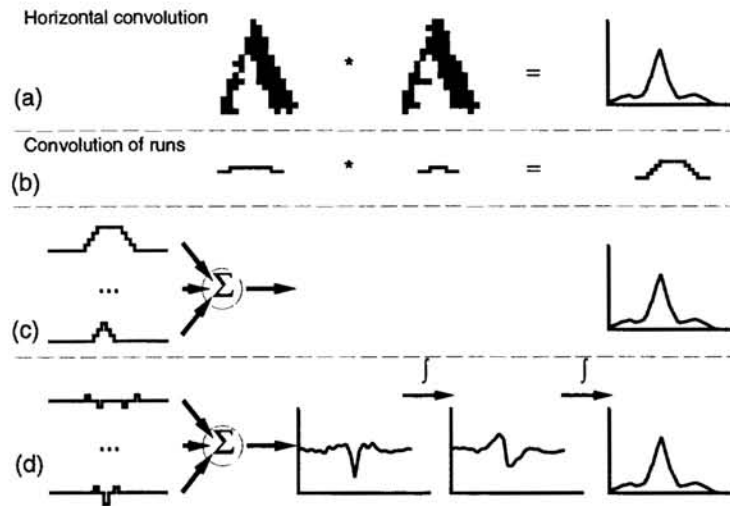 Horizontal convolution
* =
(a)
Convolution of runs
* =
(b)
...
Σ
(c)
∫ ∫
...
Σ
(d)